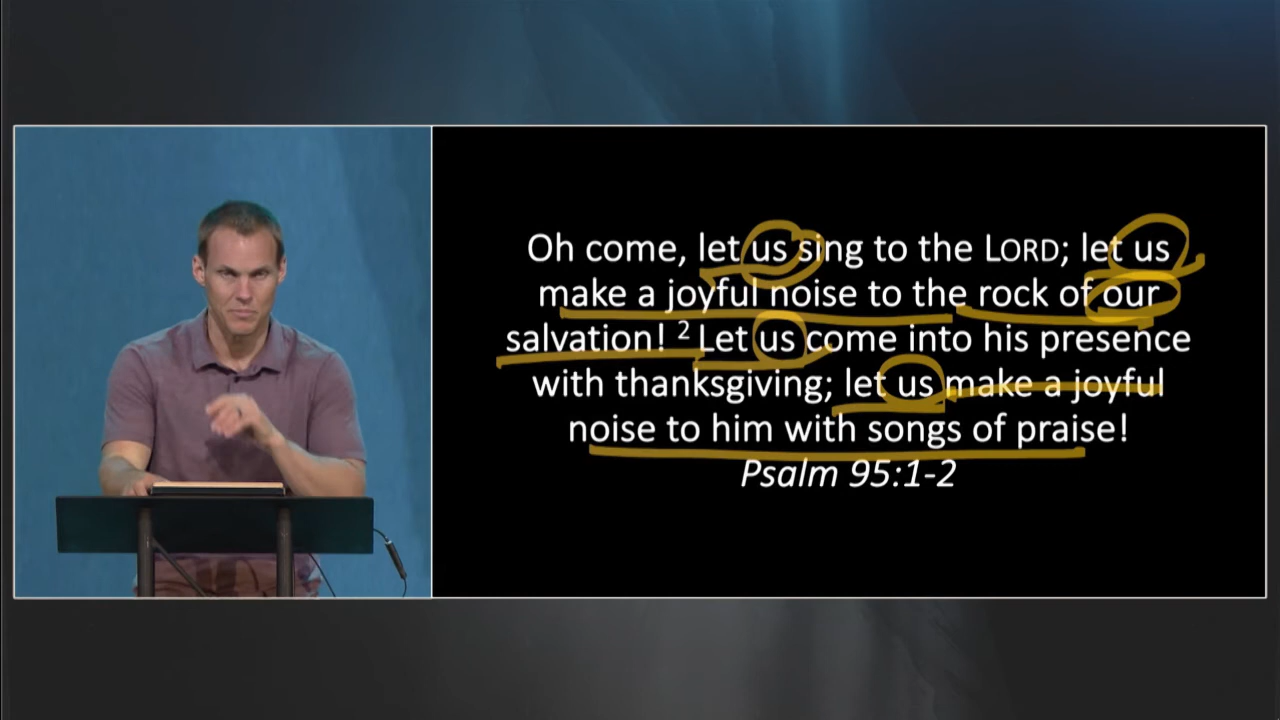 Oh come, let us sing to the LORD; let us
make a joyful noise to the rock of our
salvation! ² Let us come into his presence
with thanksgiving; let us make a joyful
noise to him with songs of praise!
Psalm 95:1-2